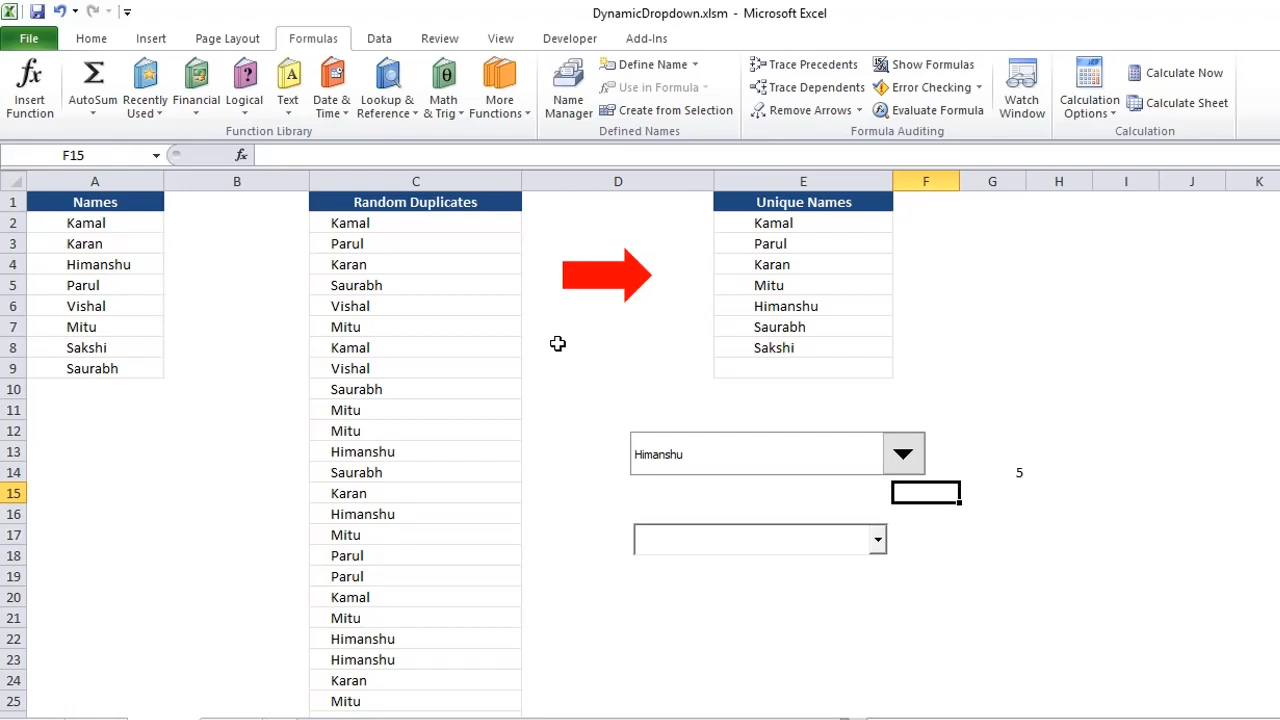 DynamicDropdown.xlsm - Microsoft Excel
File Home Insert Page Layout Formulas Data Review View Developer Add-Ins
fx Insert Function
Σ AutoSum
Recently Used
Financial
? Logical
A Text
Date & Time
Lookup & Reference
θ Math & Trig
More Functions
Function Library
Name Manager
Define Name
Use in Formula
Create from Selection
Defined Names
Trace Precedents
Trace Dependents
Remove Arrows
Show Formulas
Error Checking
Evaluate Formula
Formula Auditing
Watch Window
Calculation Options
Calculate Now
Calculate Sheet
Calculation
F15 fx
A B C D E F G H I J K
1 Names Random Duplicates Unique Names
2 Kamal Kamal Kamal
3 Karan Parul Parul
4 Himanshu Karan Karan
5 Parul Saurabh Mitu
6 Vishal Vishal Himanshu
7 Mitu Mitu Saurabh
8 Sakshi Kamal Sakshi
9 Saurabh Vishal
10 Saurabh
11 Mitu
12 Mitu
13 Himanshu Himanshu
14 Saurabh 5
15 Karan
16 Himanshu
17 Mitu
18 Parul
19 Parul
20 Kamal
21 Mitu
22 Himanshu
23 Himanshu
24 Karan
25 Mitu